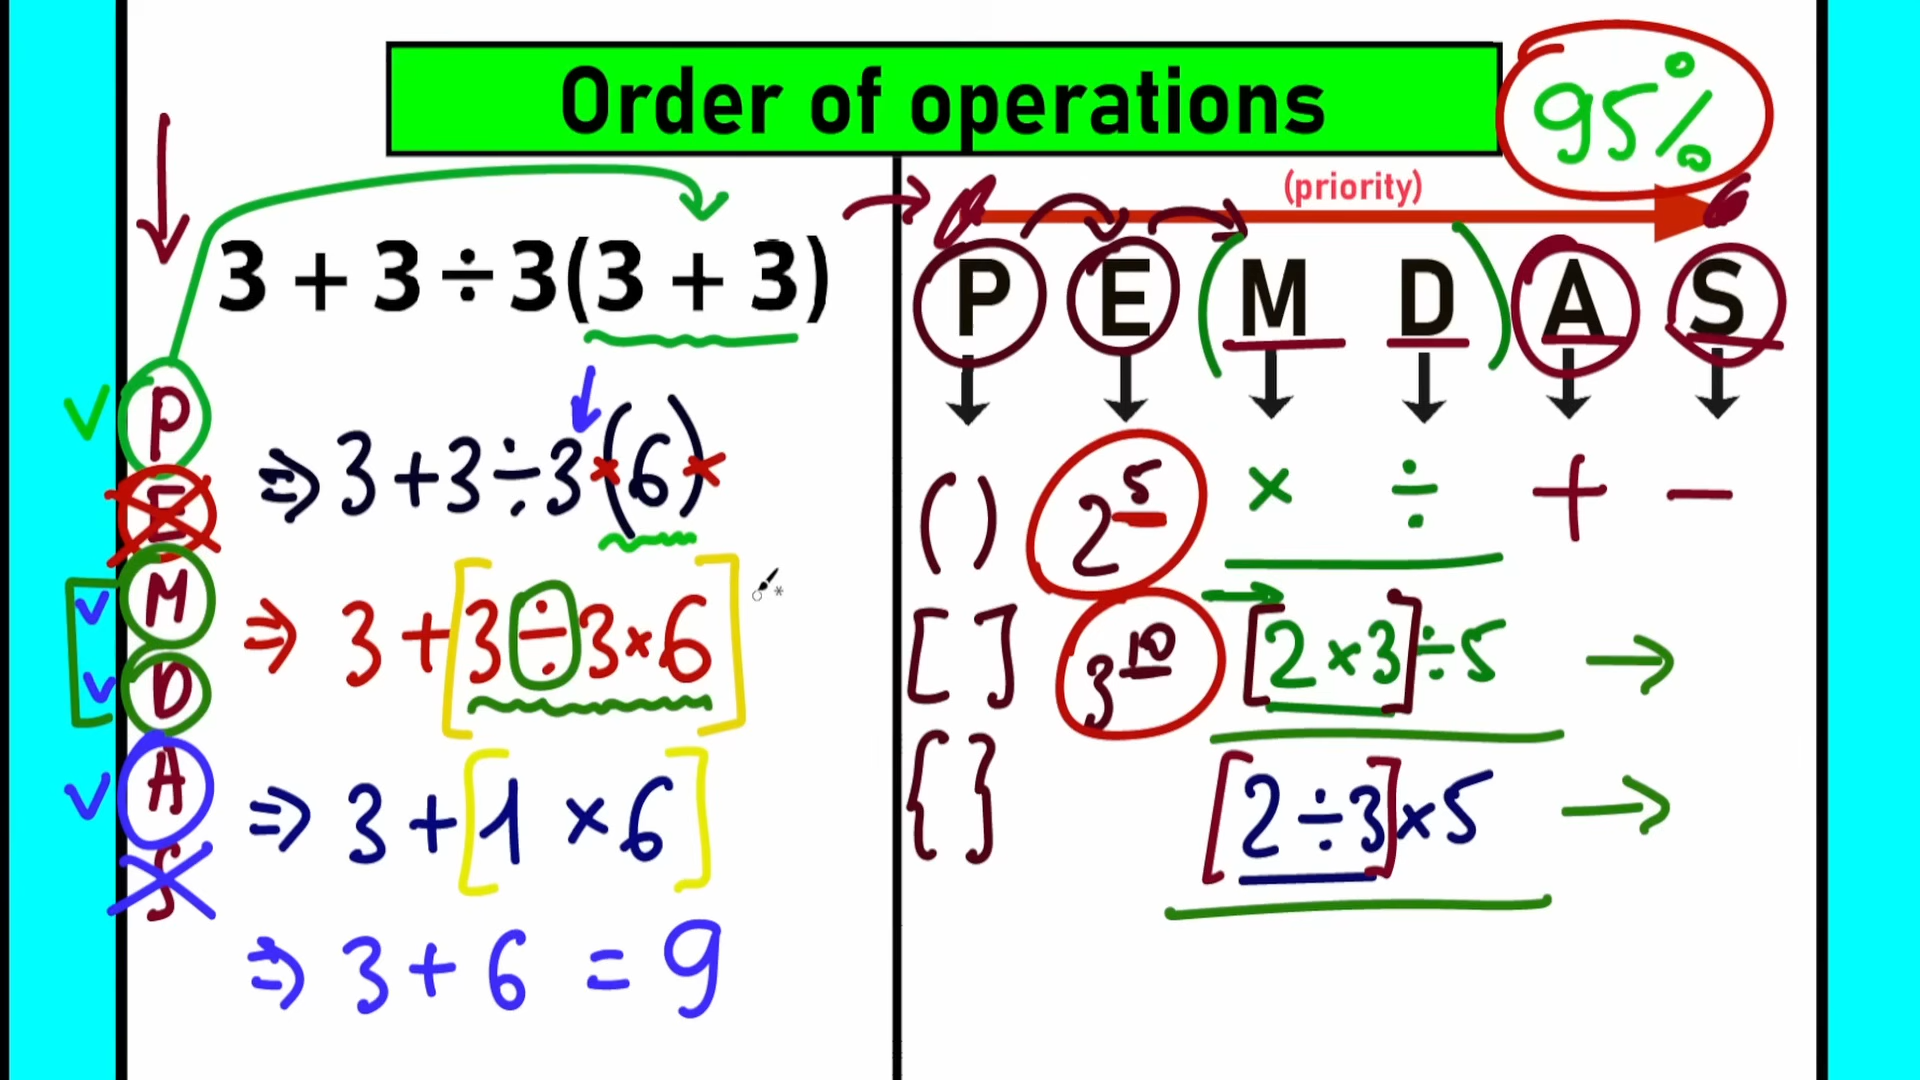 Order of operations
95%
(priority)
3 + 3 ÷ 3(3 + 3)
P E (M D) A S
P
E
M
D
A
S
⇒ 3 + 3 ÷ 3 × (6) ×
⇒ 3 + [3 ÷ 3 × 6]
⇒ 3 + [1 × 6]
⇒ 3 + 6 = 9
( ) 2^5 × ÷ + −
[ ] 3^10 [2 × 3] ÷ 5 →
{ } [2 ÷ 3] × 5 →